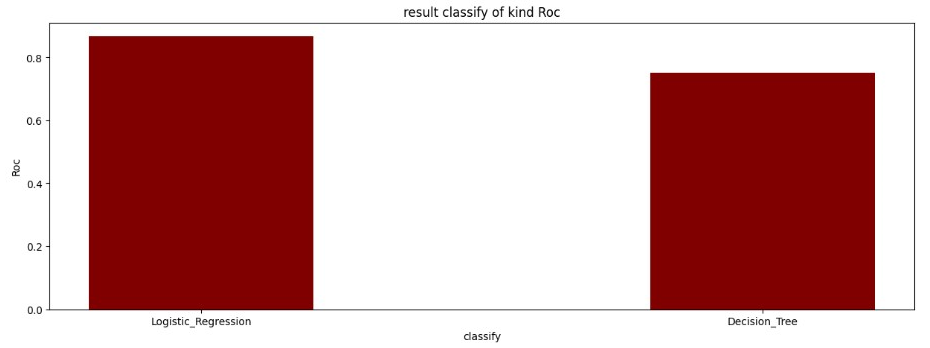 result classify of kind Roc
0.8
0.6
0.4
0.2
0.0
Roc
Logistic_Regression
Decision_Tree
classify